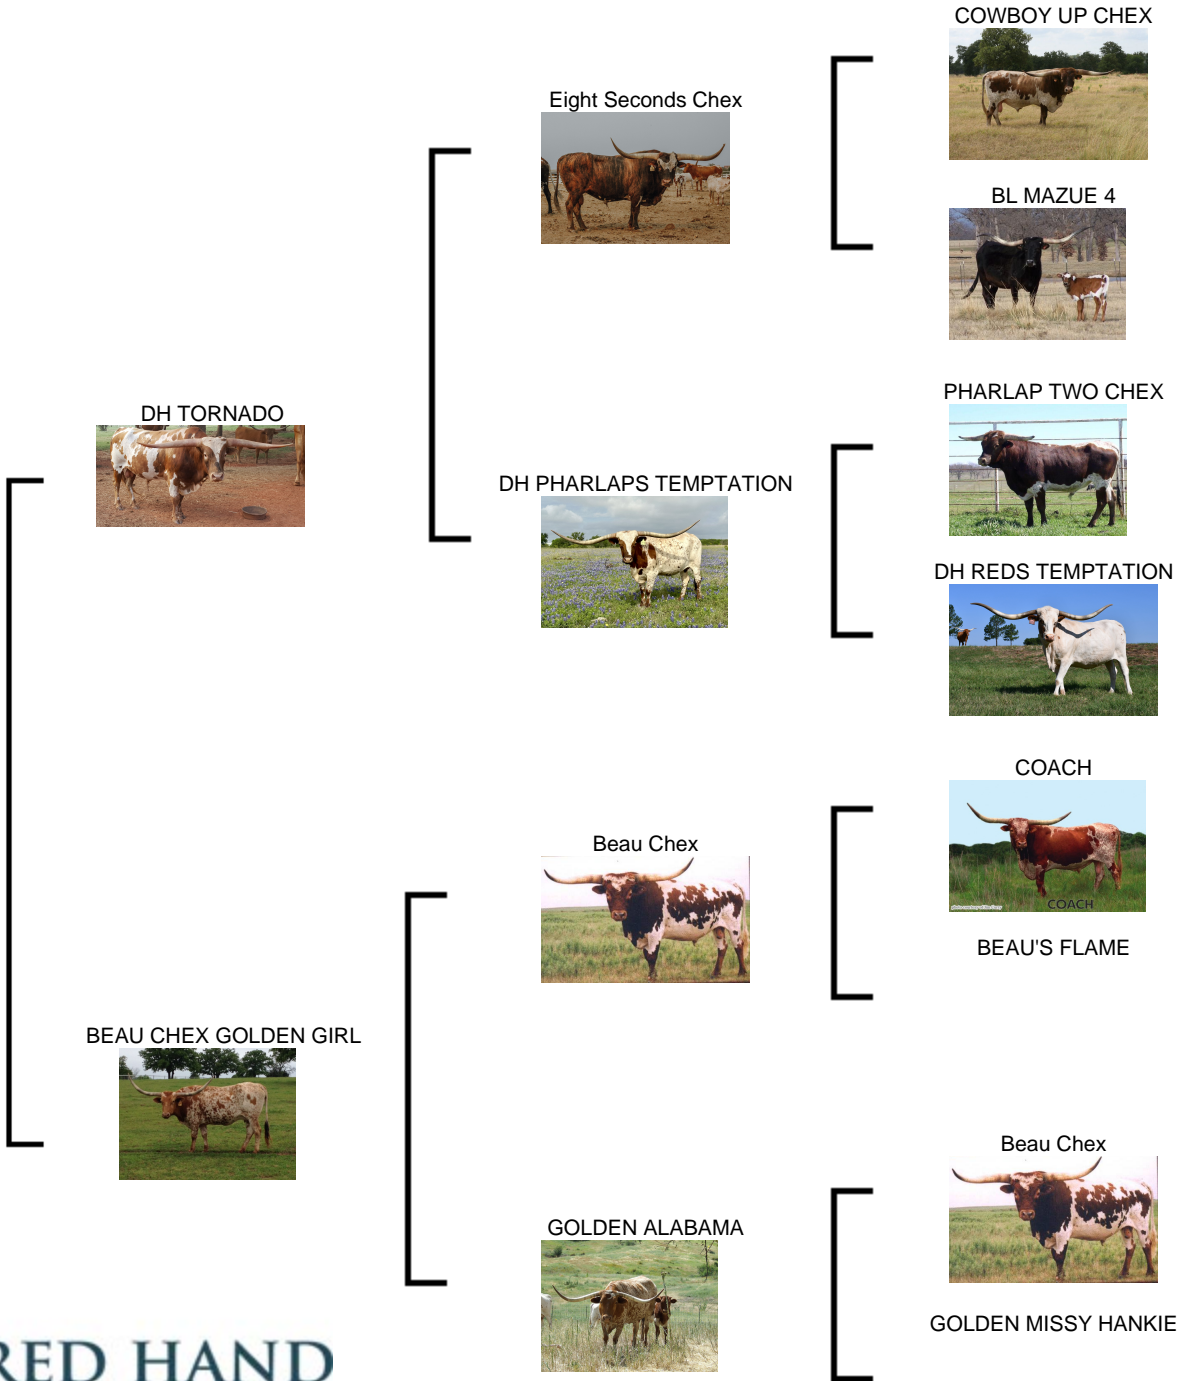 COWBOY UP CHEX
Eight Seconds Chex
BL MAZUE 4
PHARLAP TWO CHEX
DH TORNADO
DH PHARLAPS TEMPTATION
DH REDS TEMPTATION
COACH
COACH
Beau Chex
BEAU'S FLAME
BEAU CHEX GOLDEN GIRL
Beau Chex
GOLDEN ALABAMA
GOLDEN MISSY HANKIE
RED HAND